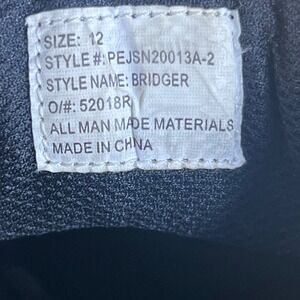 SIZE: 12
STYLE #: PEJSN20013A-2
STYLE NAME: BRIDGER
O/#: 52018R
ALL MAN MADE MATERIALS
MADE IN CHINA